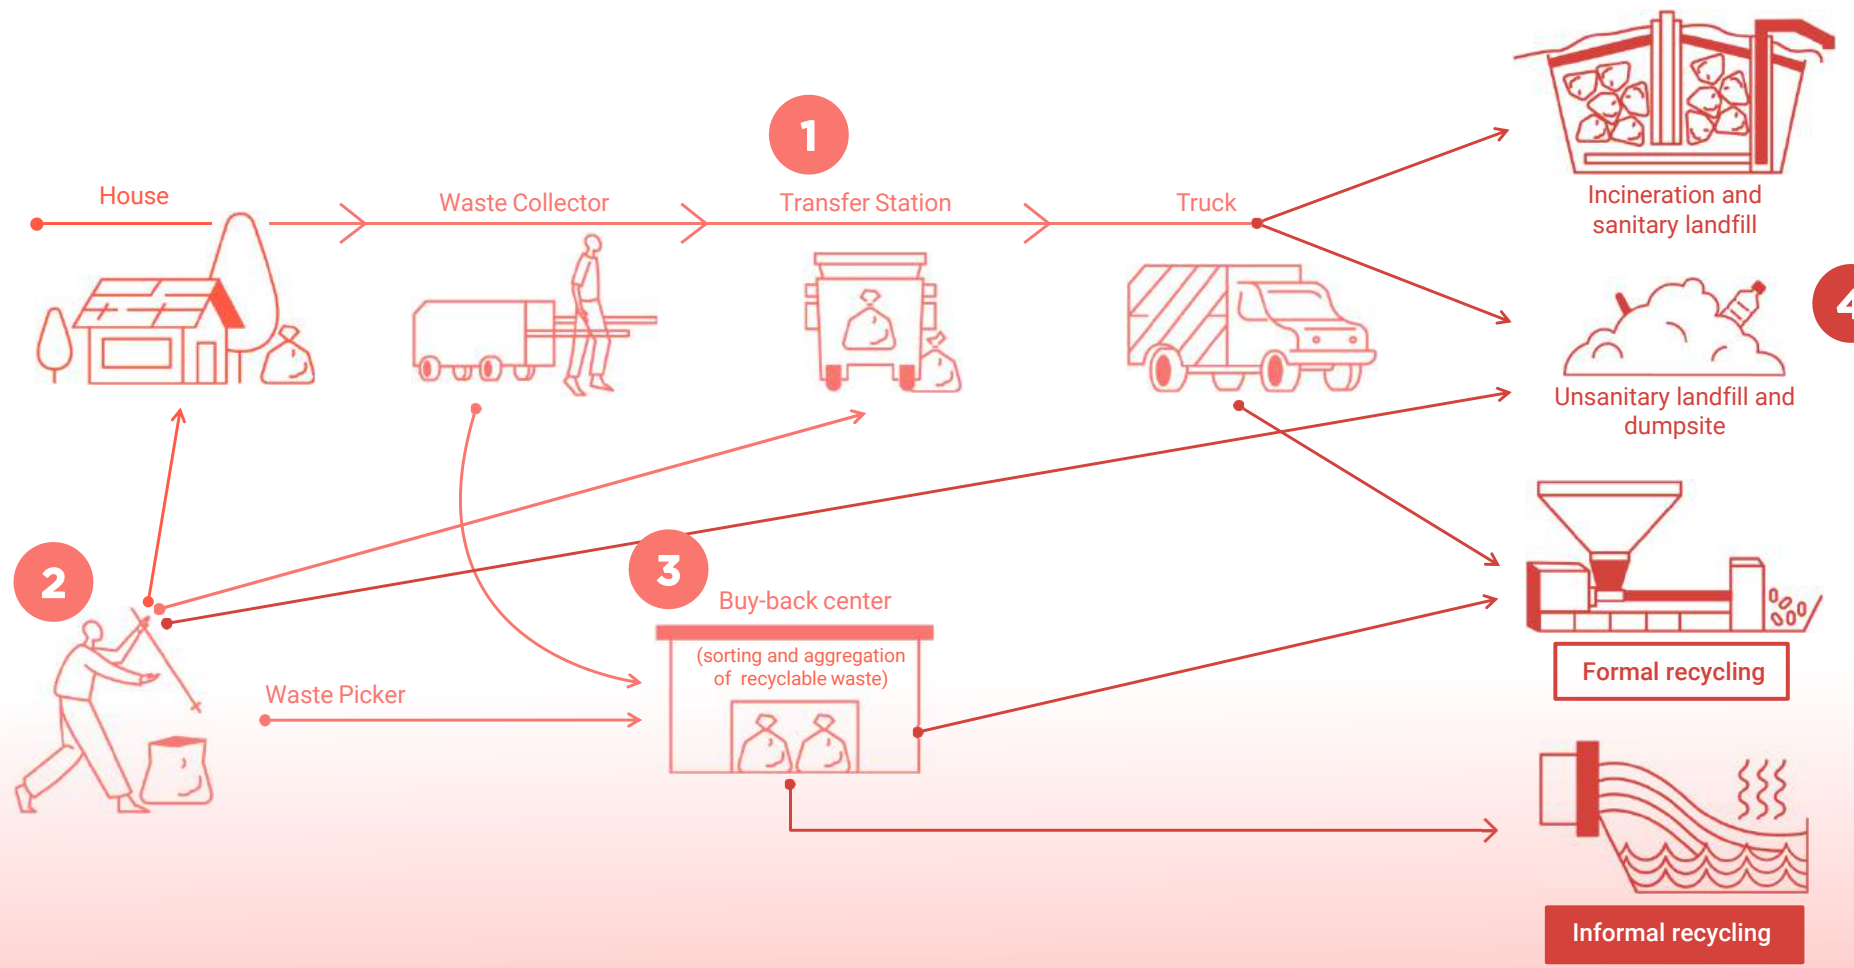 1
House
Waste Collector
Transfer Station
Truck
Incineration and
sanitary landfill
4
Unsanitary landfill and
dumpsite
2
3
Buy-back center
(sorting and aggregation
of recyclable waste)
Waste Picker
Formal recycling
Informal recycling